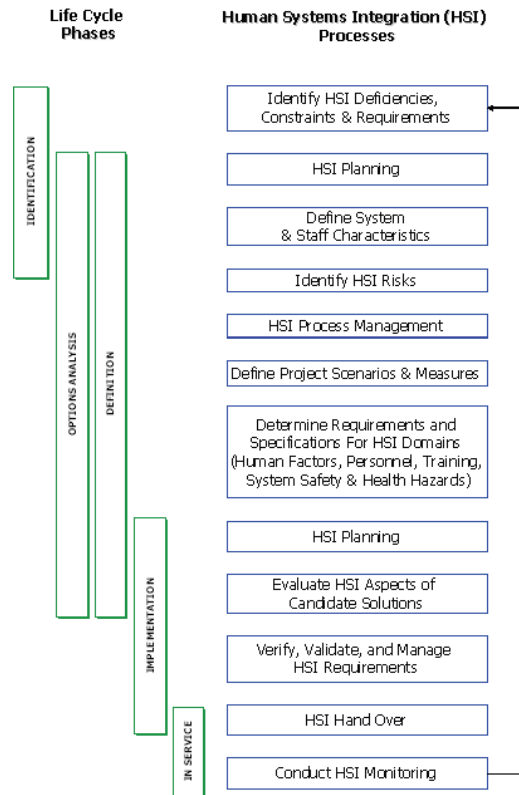 Life Cycle
Phases
Human Systems Integration (HSI)
Processes
IDENTIFICATION
OPTIONS ANALYSIS
DEFINITION
IMPLEMENTATION
IN SERVICE
Identify HSI Deficiencies,
Constraints & Requirements
HSI Planning
Define System
& Staff Characteristics
Identify HSI Risks
HSI Process Management
Define Project Scenarios & Measures
Determine Requirements and
Specifications For HSI Domains
(Human Factors, Personnel, Training,
System Safety & Health Hazards)
HSI Planning
Evaluate HSI Aspects of
Candidate Solutions
Verify, Validate, and Manage
HSI Requirements
HSI Hand Over
Conduct HSI Monitoring